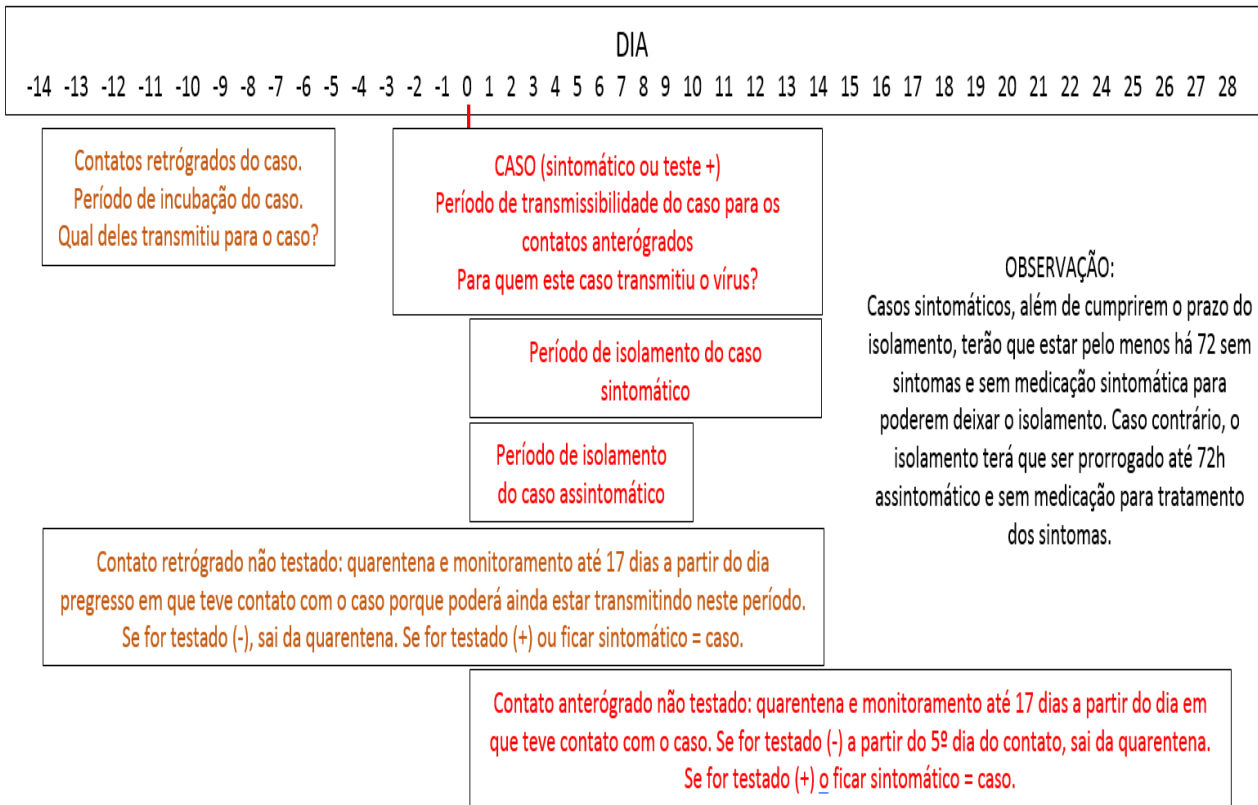 DIA
-14 -13 -12 -11 -10 -9 -8 -7 -6 -5 -4 -3 -2 -1 0 1 2 3 4 5 6 7 8 9 10 11 12 13 14 15 16 17 18 19 20 21 22 24 25 26 27 28
Contatos retrógrados do caso.
Período de incubação do caso.
Qual deles transmitiu para o caso?
CASO (sintomático ou teste +)
Período de transmissibilidade do caso para os
contatos anterógrados
Para quem este caso transmitiu o vírus?
Período de isolamento do caso
sintomático
Período de isolamento
do caso assintomático
OBSERVAÇÃO:
Casos sintomáticos, além de cumprirem o prazo do
isolamento, terão que estar pelo menos há 72 sem
sintomas e sem medicação sintomática para
poderem deixar o isolamento. Caso contrário, o
isolamento terá que ser prorrogado até 72h
assintomático e sem medicação para tratamento
dos sintomas.
Contato retrógrado não testado: quarentena e monitoramento até 17 dias a partir do dia
pregresso em que teve contato com o caso porque poderá ainda estar transmitindo neste período.
Se for testado (-), sai da quarentena. Se for testado (+) ou ficar sintomático = caso.
Contato anterógrado não testado: quarentena e monitoramento até 17 dias a partir do dia em
que teve contato com o caso. Se for testado (-) a partir do 5º dia do contato, sai da quarentena.
Se for testado (+) o ficar sintomático = caso.